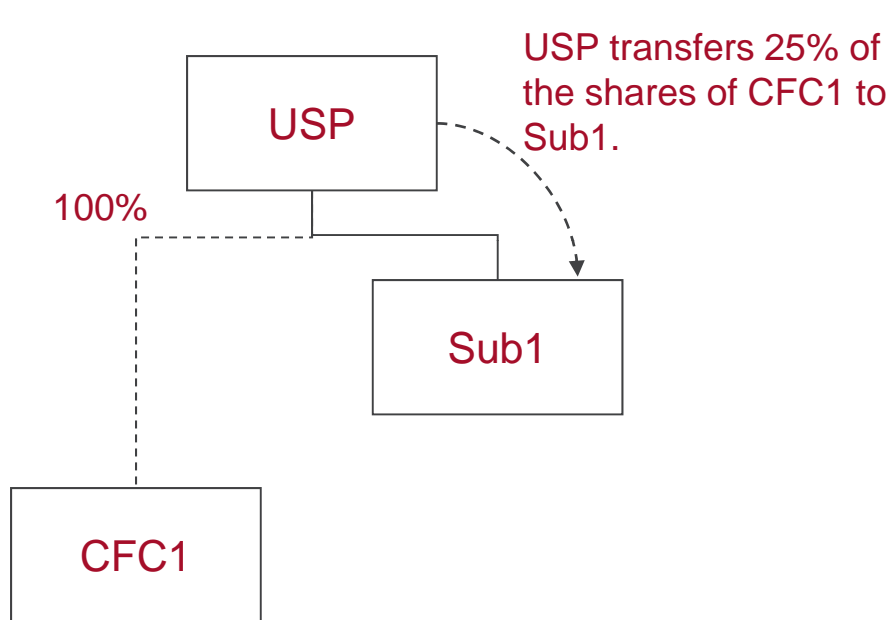 USP transfers 25% of
the shares of CFC1 to
Sub1.
USP
100%
Sub1
CFC1